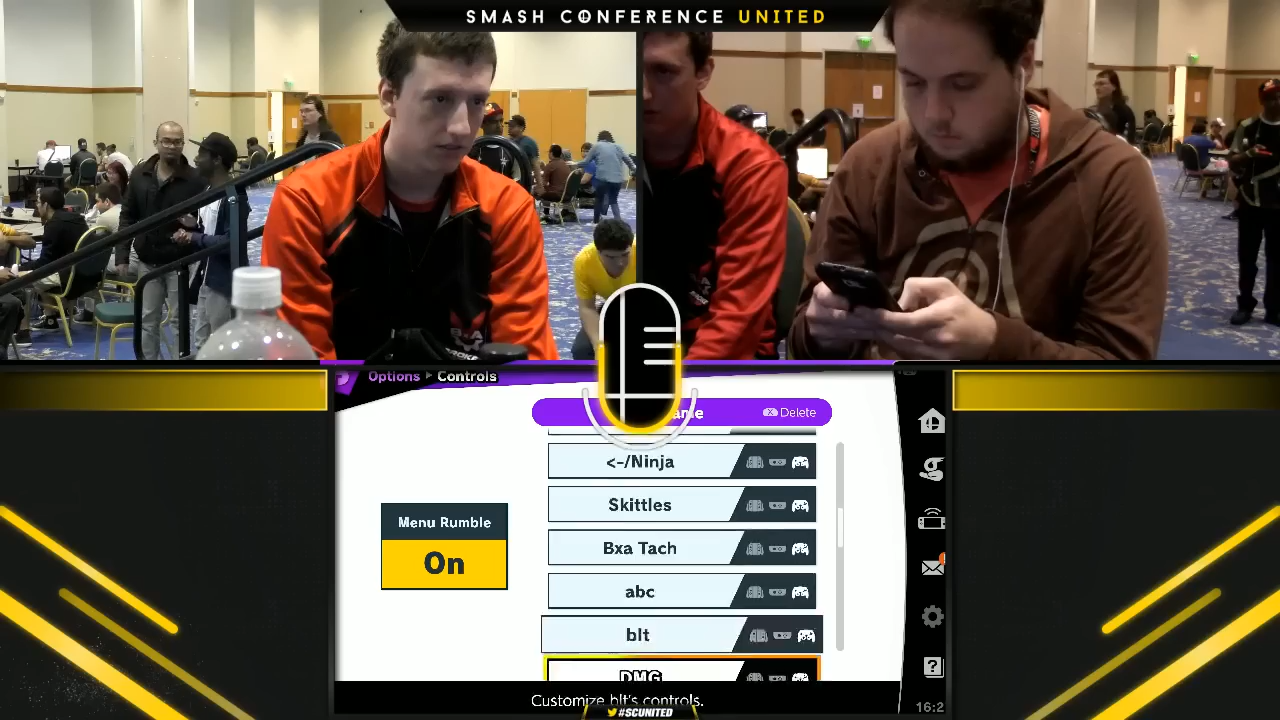 SMASH CONFERENCE UNITED
Options ▸ Controls
Delete
<-/Ninja
Skittles
Menu Rumble
On
Bxa Tach
abc
blt
DMG
Customize blt's controls.
#SCUNITED
16:2